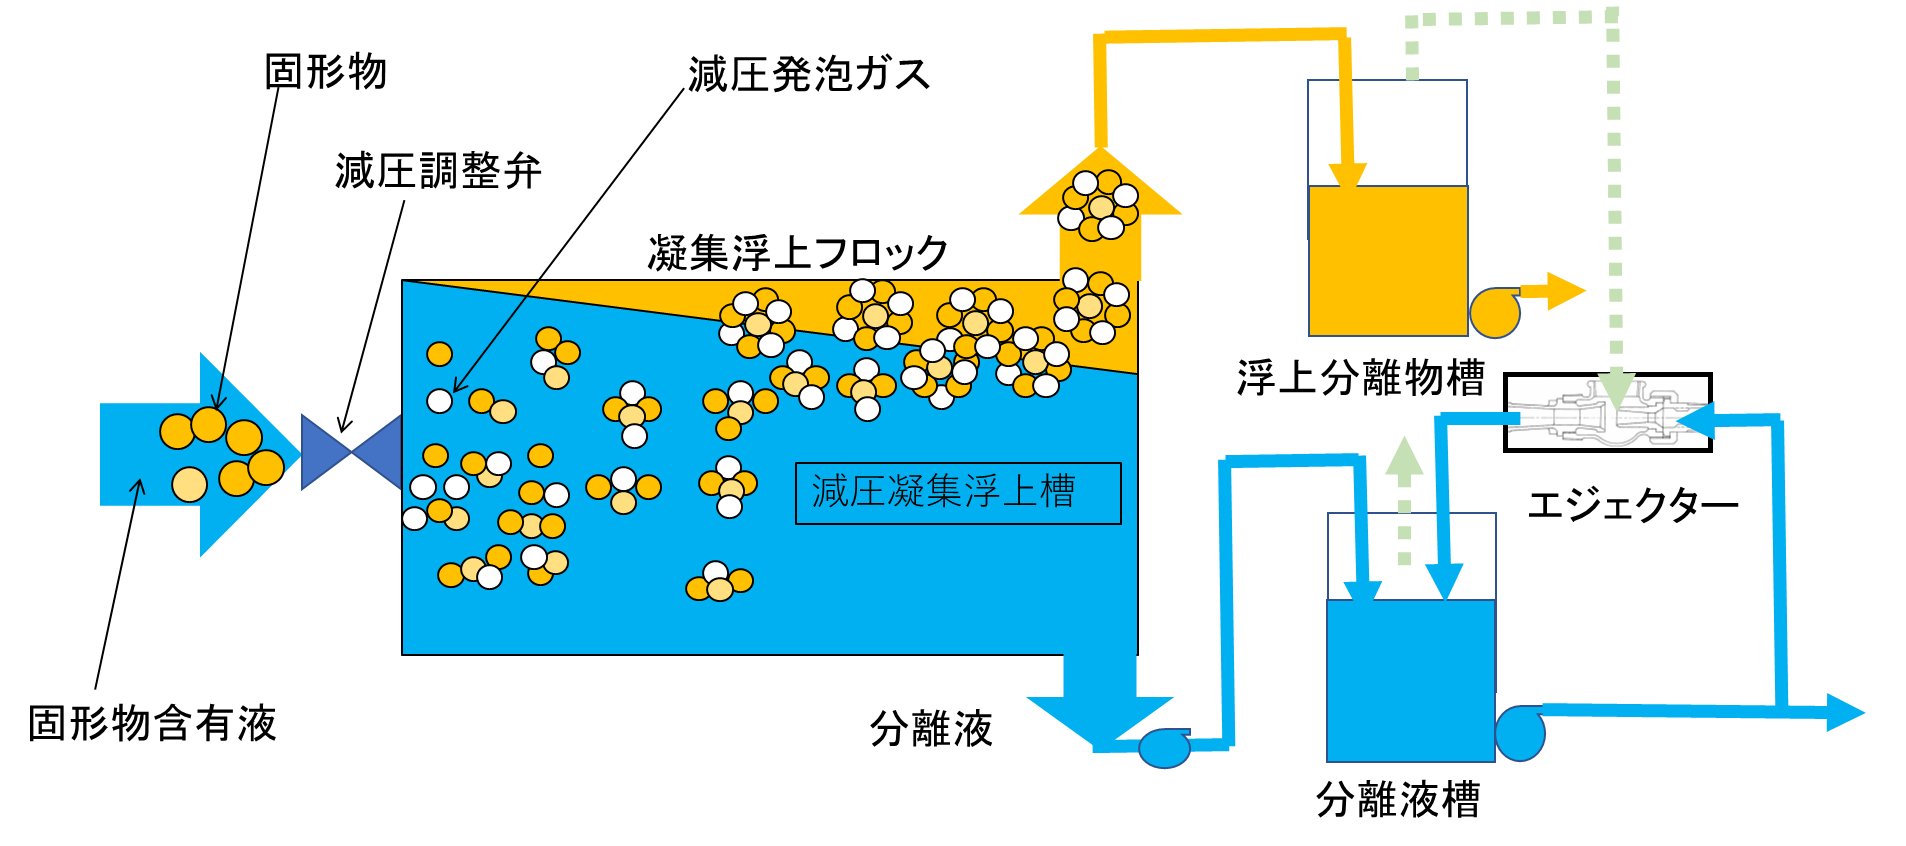 固形物
減圧発泡ガス
減圧調整弁
凝集浮上フロック
浮上分離物槽
減圧凝集浮上槽
エジェクター
固形物含有液
分離液
分離液槽